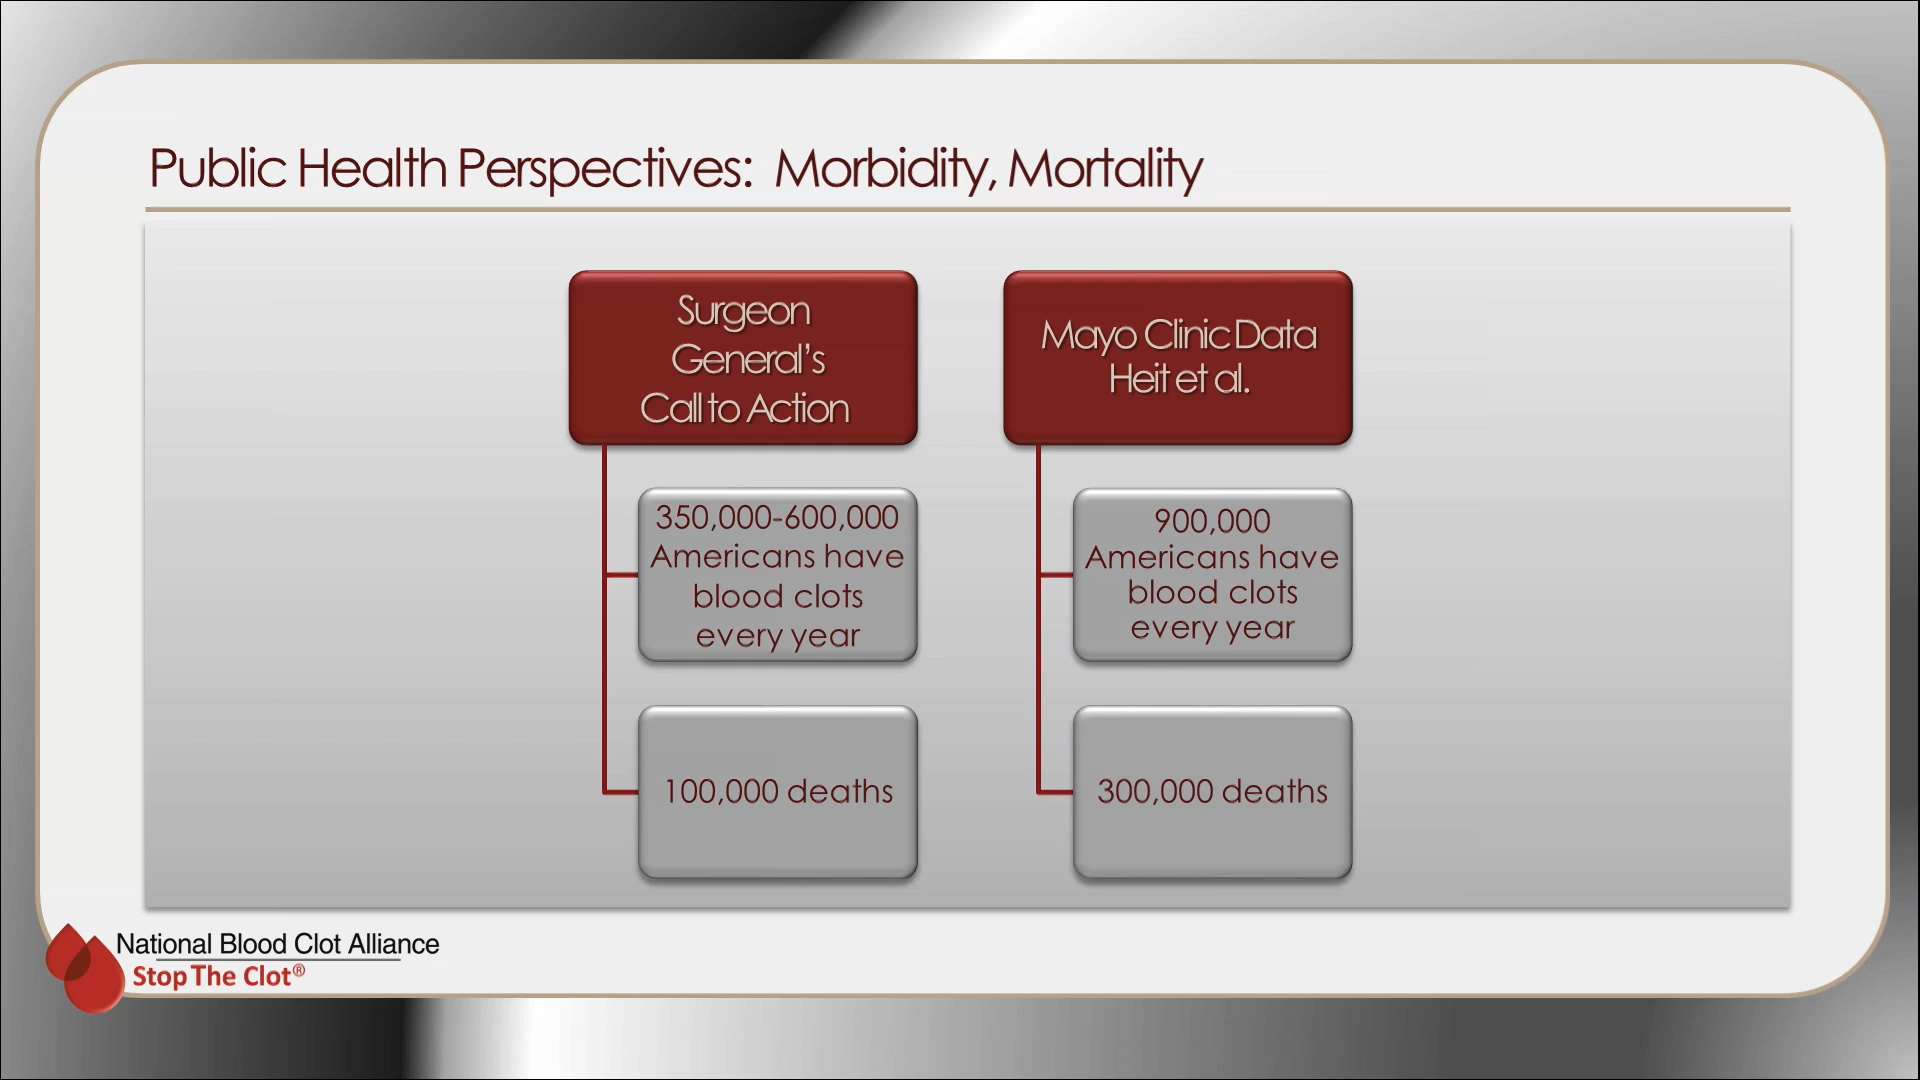 Public Health Perspectives: Morbidity, Mortality
Surgeon
General's
Call to Action
350,000-600,000
Americans have
blood clots
every year
100,000 deaths
Mayo Clinic Data
Heit et al.
900,000
Americans have
blood clots
every year
300,000 deaths
National Blood Clot Alliance
Stop The Clot®